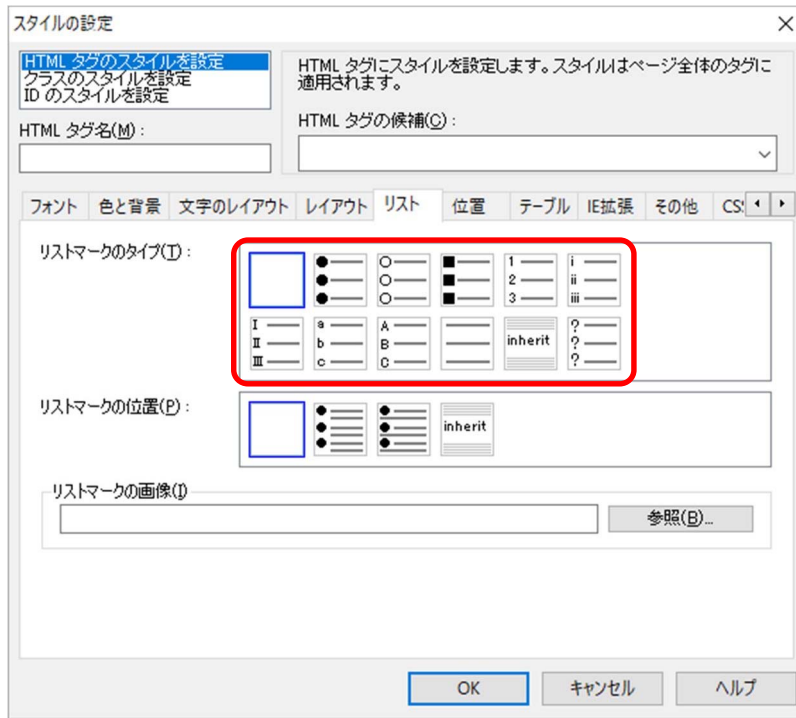 スタイルの設定
HTML タグのスタイルを設定
クラスのスタイルを設定
ID のスタイルを設定
HTML タグにスタイルを設定します。スタイルはページ全体のタグに
適用されます。
HTML タグ名(M) :
HTML タグの候補(C) :
フォント 色と背景 文字のレイアウト レイアウト リスト 位置 テーブル IE拡張 その他 CS
リストマークのタイプ(T) :
1 i
2 ii
3 iii
I a A ?
II b B inherit ?
III c C ?
リストマークの位置(P) :
inherit
リストマークの画像(I)
参照(B)...
OK キャンセル ヘルプ